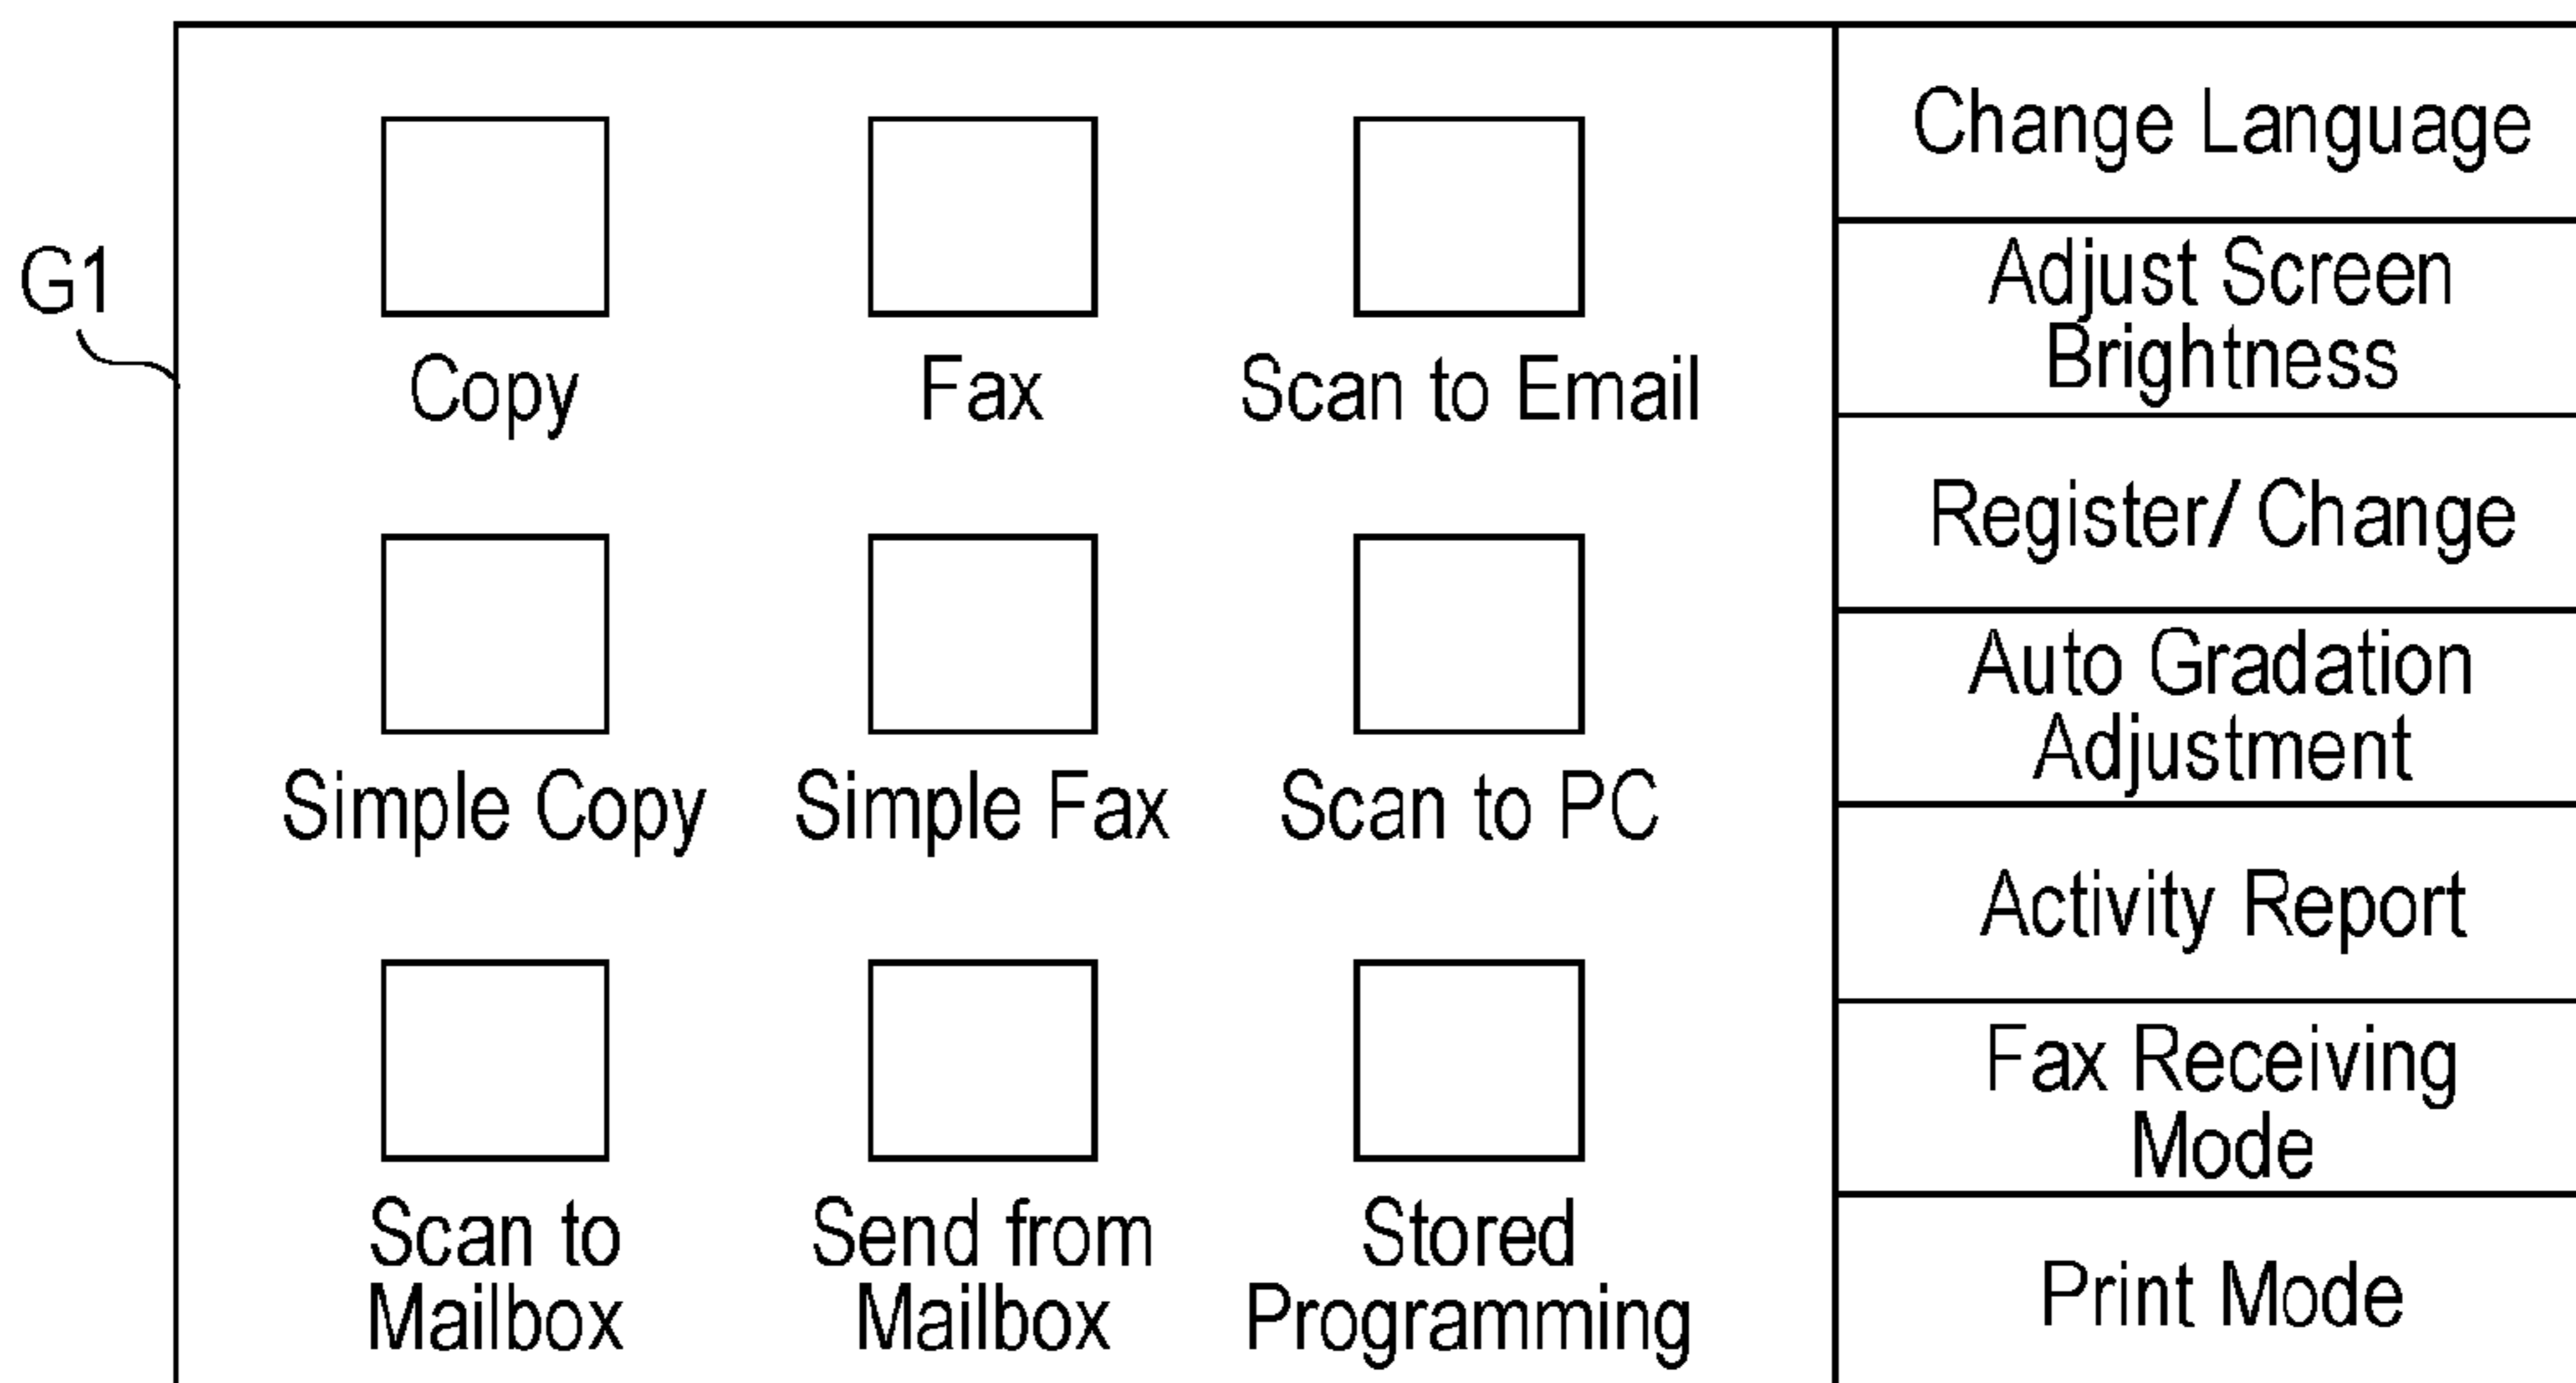 G1
Copy
Fax
Scan to Email
Simple Copy
Simple Fax
Scan to PC
Scan to
Mailbox
Send from
Mailbox
Stored
Programming
Change Language
Adjust Screen
Brightness
Register/ Change
Auto Gradation
Adjustment
Activity Report
Fax Receiving
Mode
Print Mode